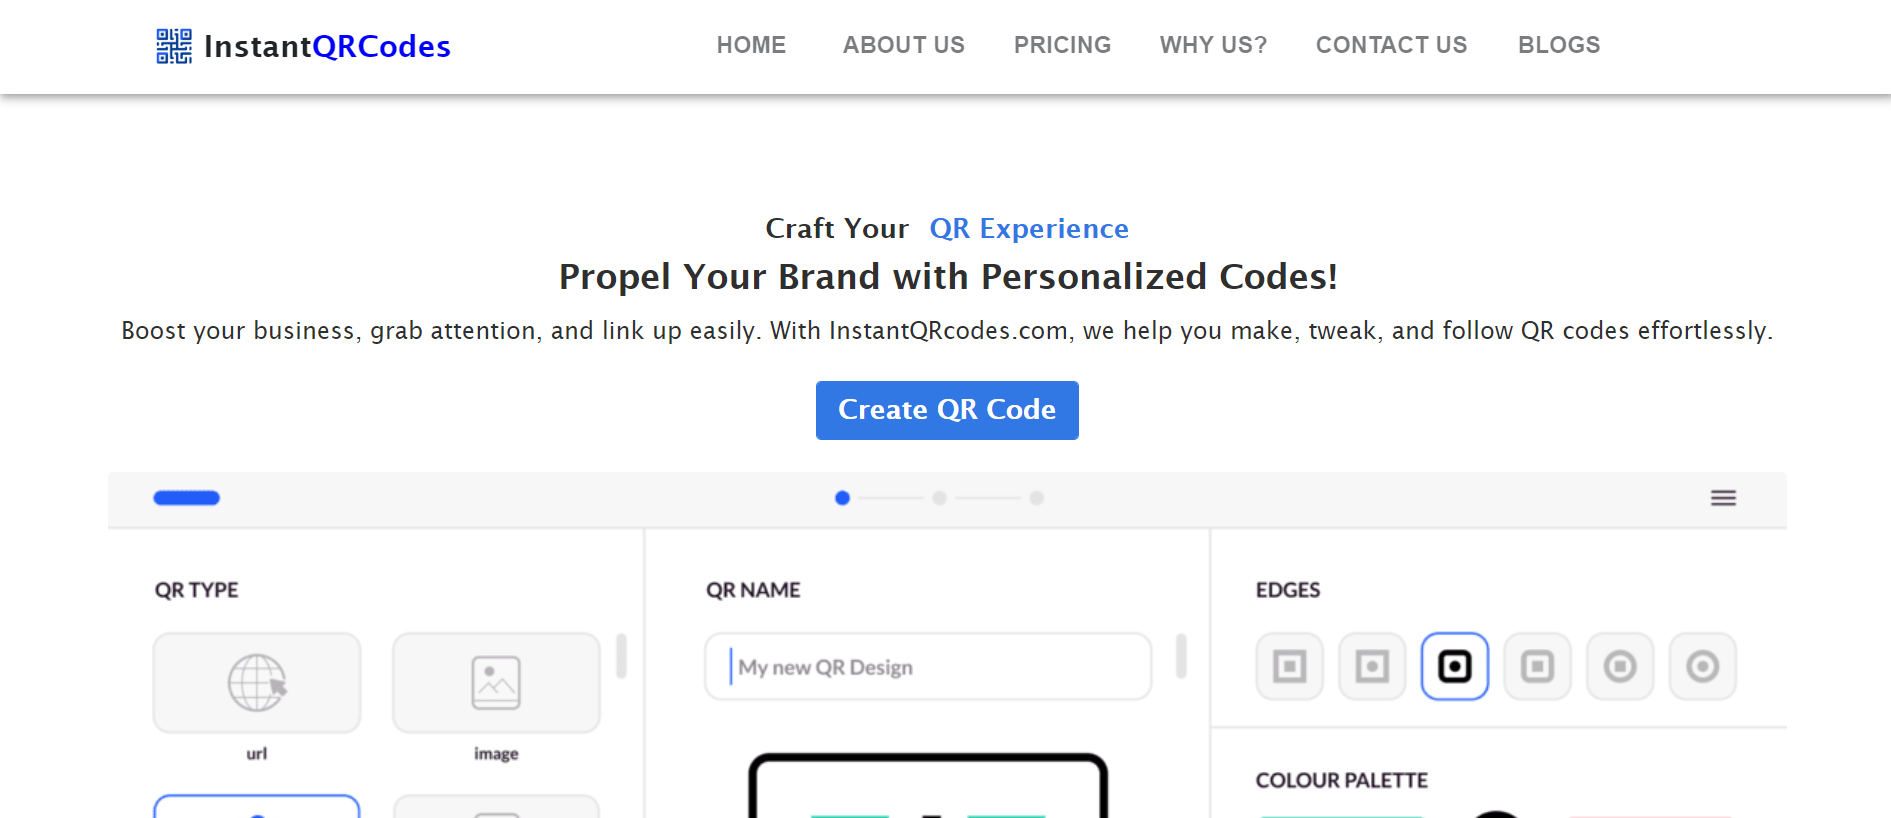 InstantQRCodes
HOME ABOUT US PRICING WHY US? CONTACT US BLOGS
Craft Your QR Experience
Propel Your Brand with Personalized Codes!
Boost your business, grab attention, and link up easily. With InstantQRcodes.com, we help you make, tweak, and follow QR codes effortlessly.
Create QR Code
QR TYPE
url
image
QR NAME
My new QR Design
EDGES
COLOUR PALETTE